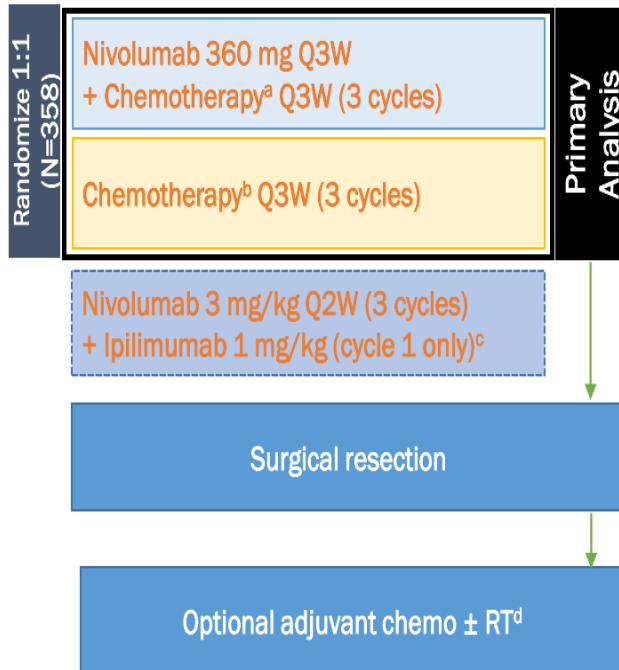 Randomize 1:1
(N=358)
Nivolumab 360 mg Q3W
+ Chemotherapyᵃ Q3W (3 cycles)
Chemotherapyᵇ Q3W (3 cycles)
Primary
Analysis
Nivolumab 3 mg/kg Q2W (3 cycles)
+ Ipilimumab 1 mg/kg (cycle 1 only)ᶜ
Surgical resection
Optional adjuvant chemo ± RTᵈ